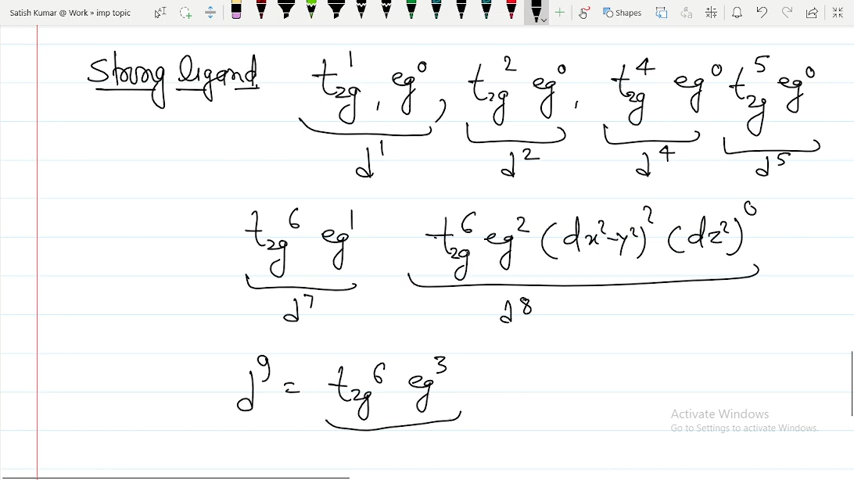 Satish Kumar @ Work » imp topic Shapes
Strong ligand t2g¹, eg⁰, t2g² eg⁰, t2g⁴ eg⁰ t2g⁵ eg⁰
d¹ d² d⁴ d⁵
t2g⁶ eg¹ t2g⁶ eg² (dx²-y²)² (dz²)⁰
d⁷ d⁸
d⁹ = t2g⁶ eg³
Activate Windows
Go to Settings to activate Windows.